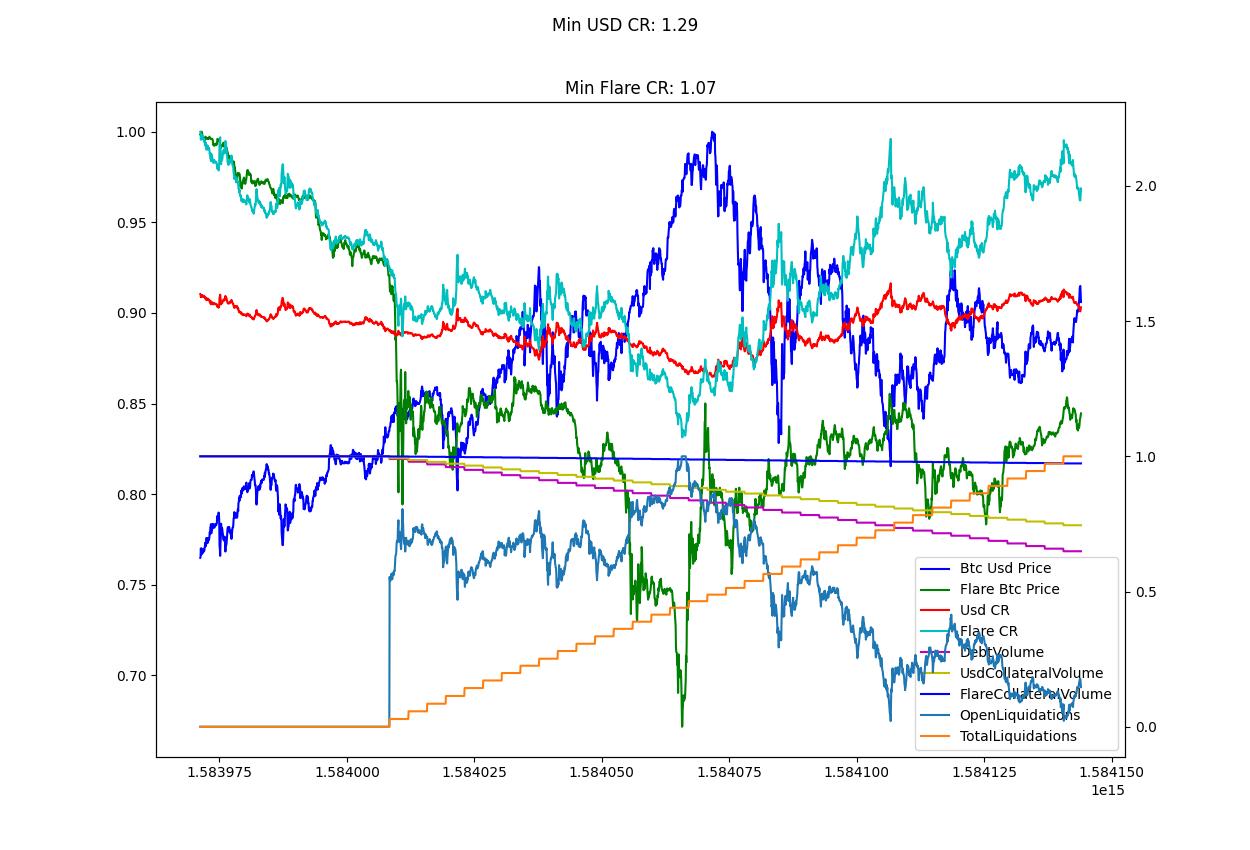 Min USD CR: 1.29
Min Flare CR: 1.07
1.00
0.95
0.90
0.85
0.80
0.75
0.70
2.0
1.5
1.0
0.5
0.0
Btc Usd Price
Flare Btc Price
Usd CR
Flare CR
DebtVolume
UsdCollateralVolume
FlareCollateralVolume
OpenLiquidations
TotalLiquidations
1.583975 1.584000 1.584025 1.584050 1.584075 1.584100 1.584125 1.584150
1e15